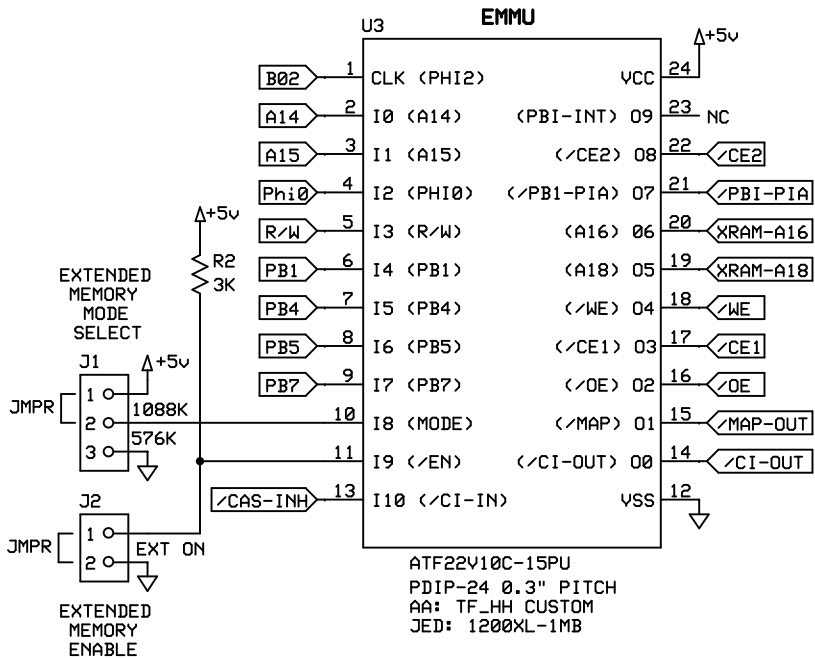 EMMU
U3
+5v
B02 1 CLK (PHI2) VCC 24
A14 2 I0 (A14) (PBI-INT) O9 23 NC
A15 3 I1 (A15) (/CE2) O8 22 /CE2
Phi0 4 I2 (PHI0) (/PB1-PIA) O7 21 /PBI-PIA
R/W 5 I3 (R/W) (A16) O6 20 XRAM-A16
PB1 6 I4 (PB1) (A18) O5 19 XRAM-A18
PB4 7 I5 (PB4) (/WE) O4 18 /WE
PB5 8 I6 (PB5) (/CE1) O3 17 /CE1
PB7 9 I7 (PB7) (/OE) O2 16 /OE
10 I8 (MODE) (/MAP) O1 15 /MAP-OUT
11 I9 (/EN) (/CI-OUT) O0 14 /CI-OUT
/CAS-INH 13 I10 (/CI-IN) VSS 12
+5v
R2
3K
EXTENDED
MEMORY
MODE
SELECT
J1
+5v
JMPR
1
2 1088K
3 576K
J2
JMPR
1
EXT ON
2
EXTENDED
MEMORY
ENABLE
ATF22V10C-15PU
PDIP-24 0.3" PITCH
AA: TF_HH CUSTOM
JED: 1200XL-1MB